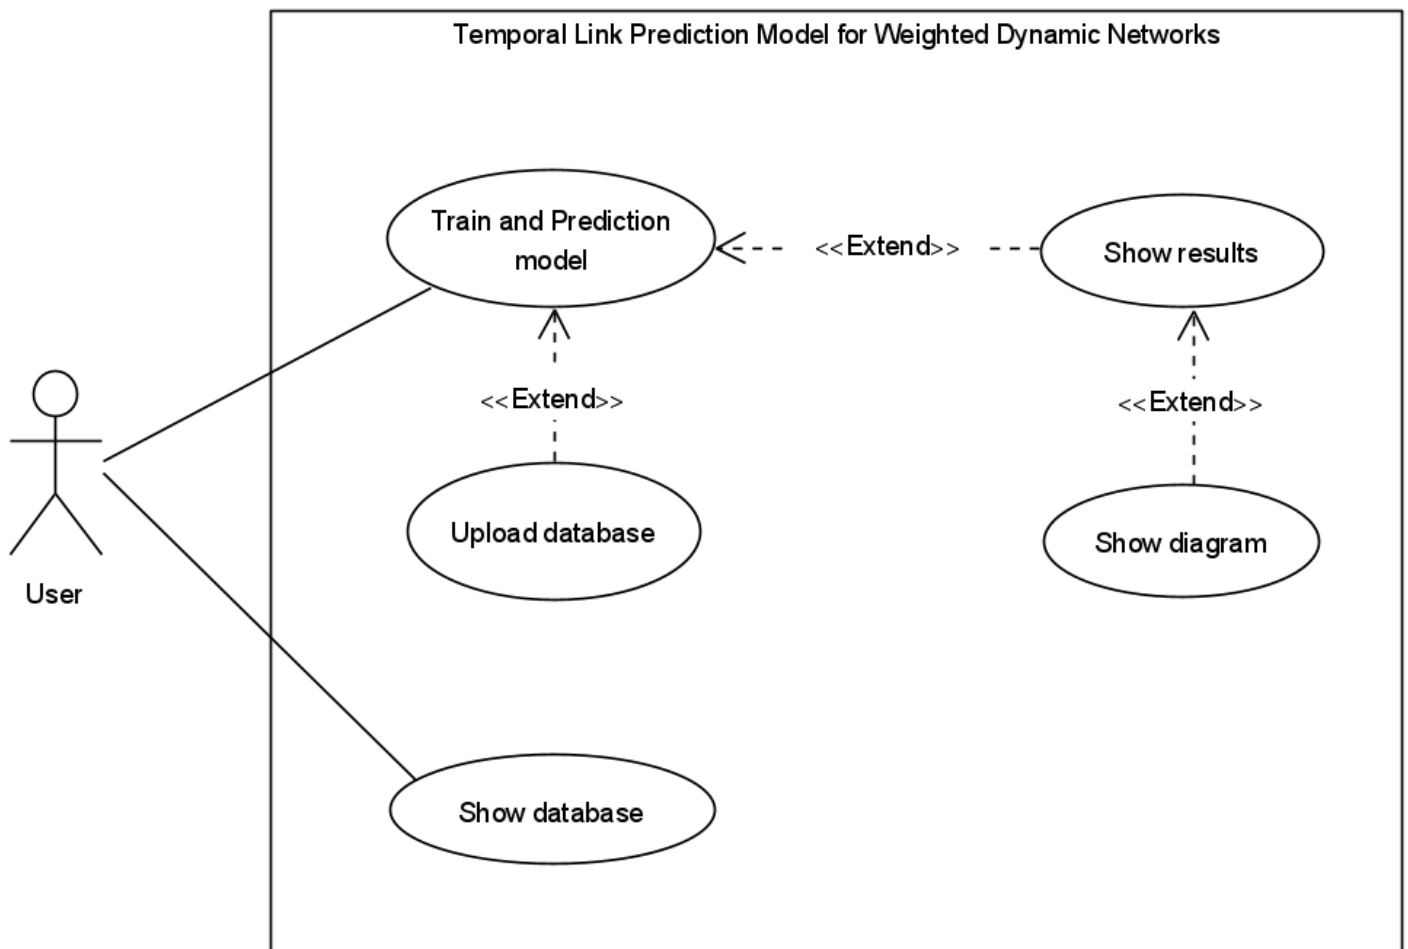 Temporal Link Prediction Model for Weighted Dynamic Networks
Train and Prediction
model
<<Extend>>
Show results
<<Extend>>
<<Extend>>
Upload database
Show diagram
User
Show database